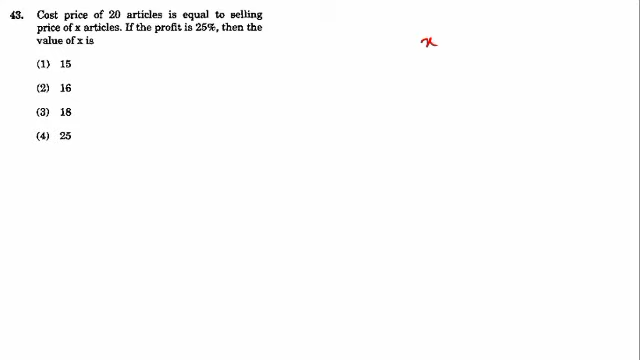 43. Cost price of 20 articles is equal to selling
price of x articles. If the profit is 25%, then the
value of x is
x
(1) 15
(2) 16
(3) 18
(4) 25